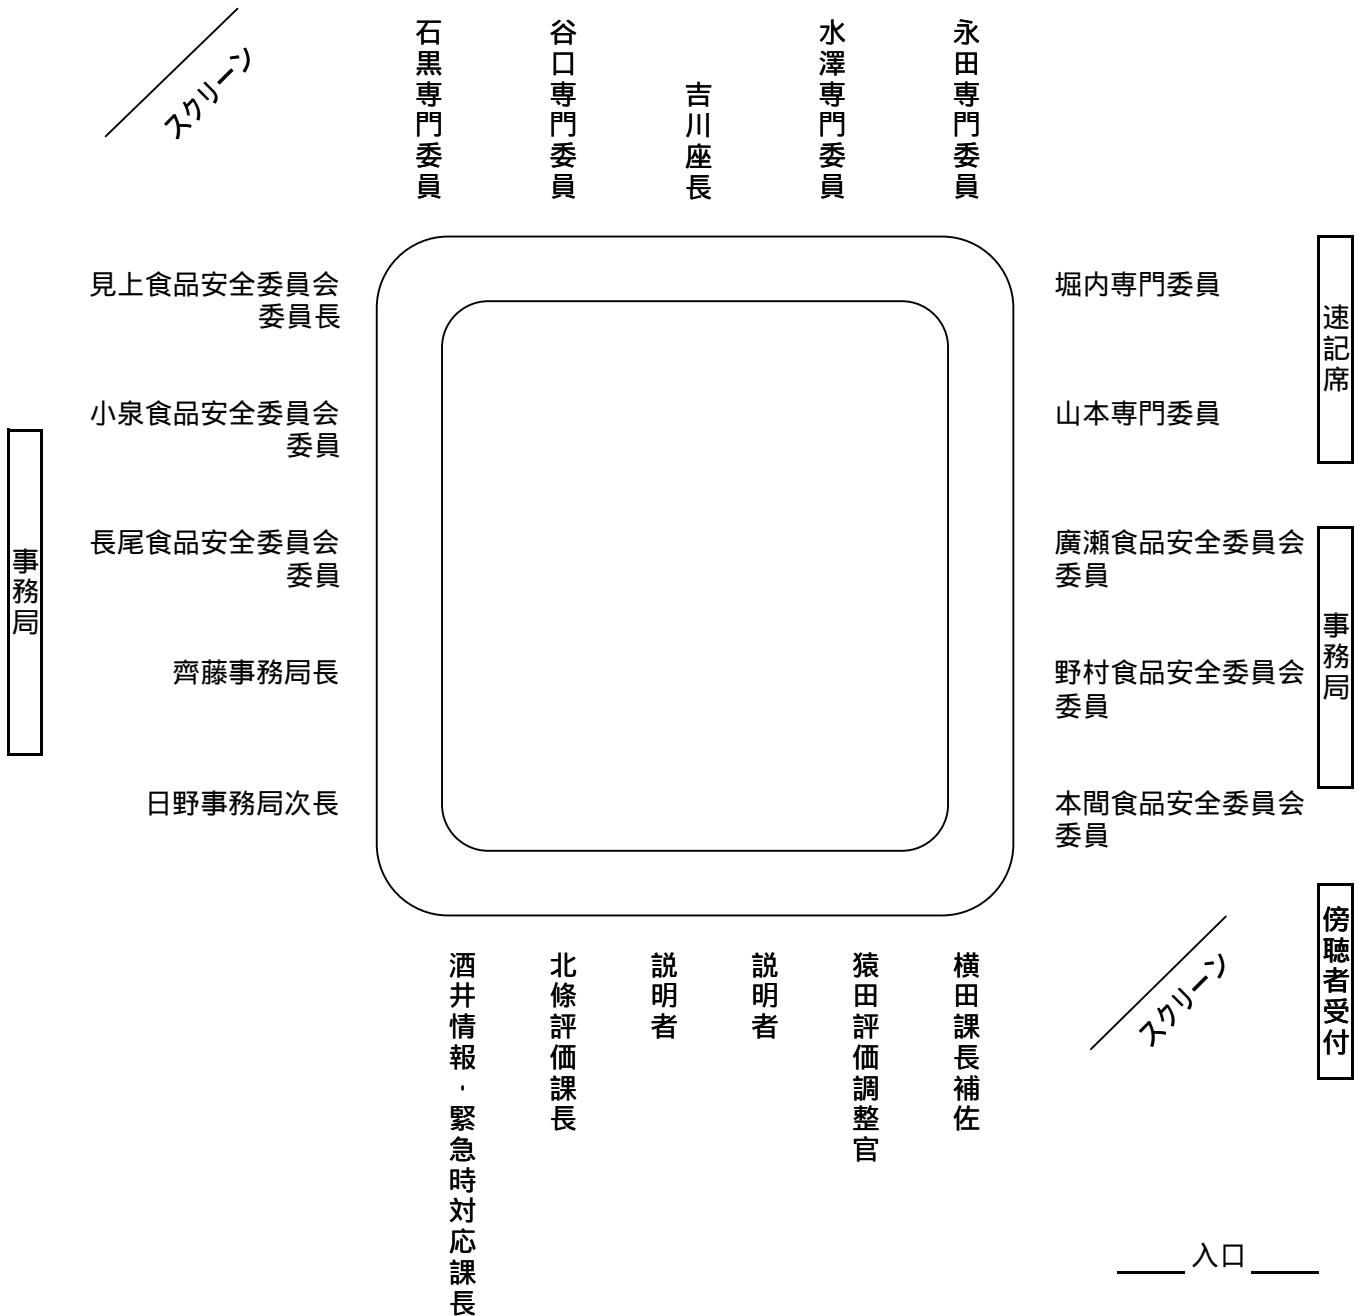 スクリーン
石黒専門委員
谷口専門委員
吉川座長
水澤専門委員
永田専門委員
見上食品安全委員会
委員長
小泉食品安全委員会
委員
長尾食品安全委員会
委員
齊藤事務局長
日野事務局次長
事務局
堀内専門委員
山本専門委員
廣瀬食品安全委員会
委員
野村食品安全委員会
委員
本間食品安全委員会
委員
速記席
事務局
傍聴者受付
酒井情報・緊急時対応課長
北條評価課長
説明者
説明者
猿田評価調整官
横田課長補佐
スクリーン
入口